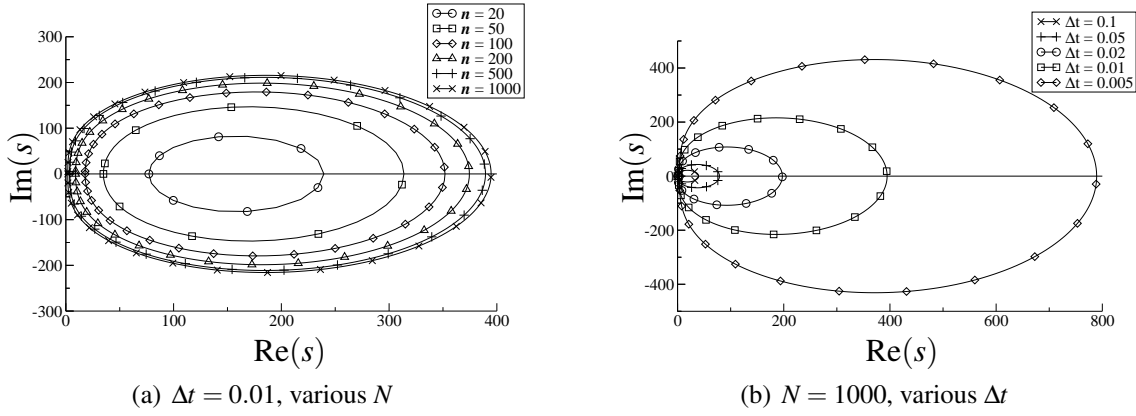 300
200
100
0
-100
-200
-300
0
100
200
300
400
Im(s)
Re(s)
n = 20
n = 50
n = 100
n = 200
n = 500
n = 1000
(a) Δt = 0.01, various N
400
200
0
-200
-400
0
200
400
600
800
Im(s)
Re(s)
Δt = 0.1
Δt = 0.05
Δt = 0.02
Δt = 0.01
Δt = 0.005
(b) N = 1000, various Δt